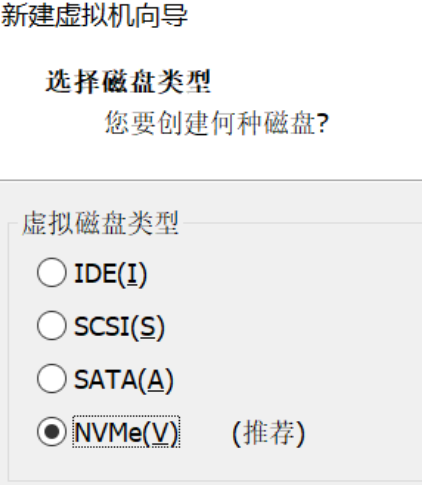 新建虚拟机向导
选择磁盘类型
您要创建何种磁盘?
虚拟磁盘类型
IDE(I)
SCSI(S)
SATA(A)
NVMe(V) (推荐)